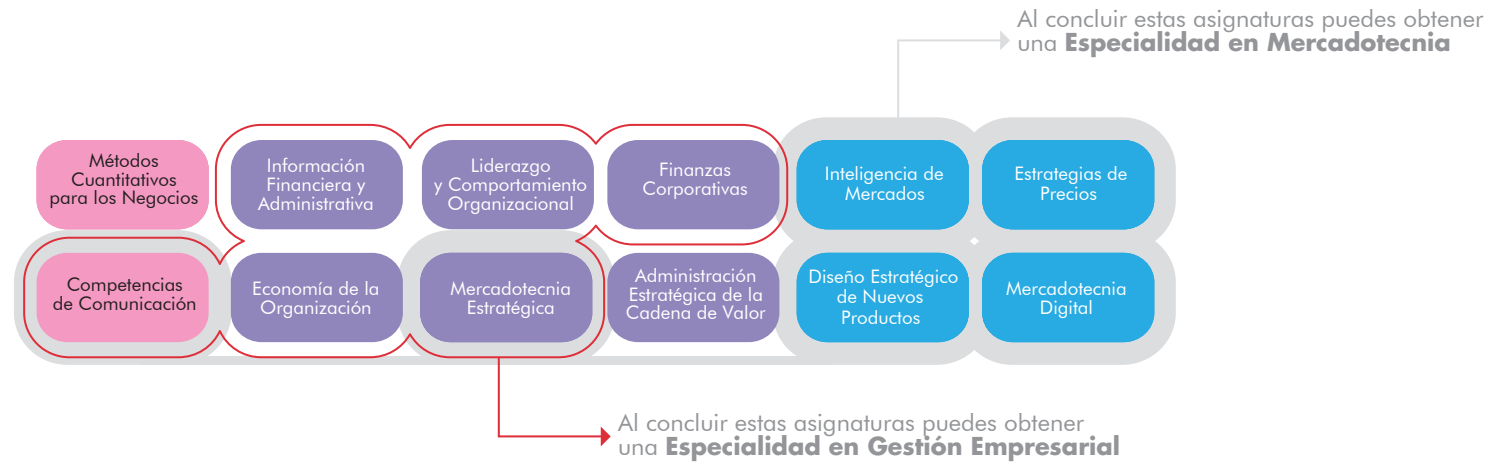 Al concluir estas asignaturas puedes obtener
una Especialidad en Mercadotecnia
Métodos
Cuantitativos
para los Negocios
Información
Financiera y
Administrativa
Liderazgo
y Comportamiento
Organizacional
Finanzas
Corporativas
Inteligencia de
Mercados
Estrategias de
Precios
Competencias
de Comunicación
Economía de la
Organización
Mercadotecnia
Estratégica
Administración
Estratégica de la
Cadena de Valor
Diseño Estratégico
de Nuevos
Productos
Mercadotecnia
Digital
Al concluir estas asignaturas puedes obtener
una Especialidad en Gestión Empresarial